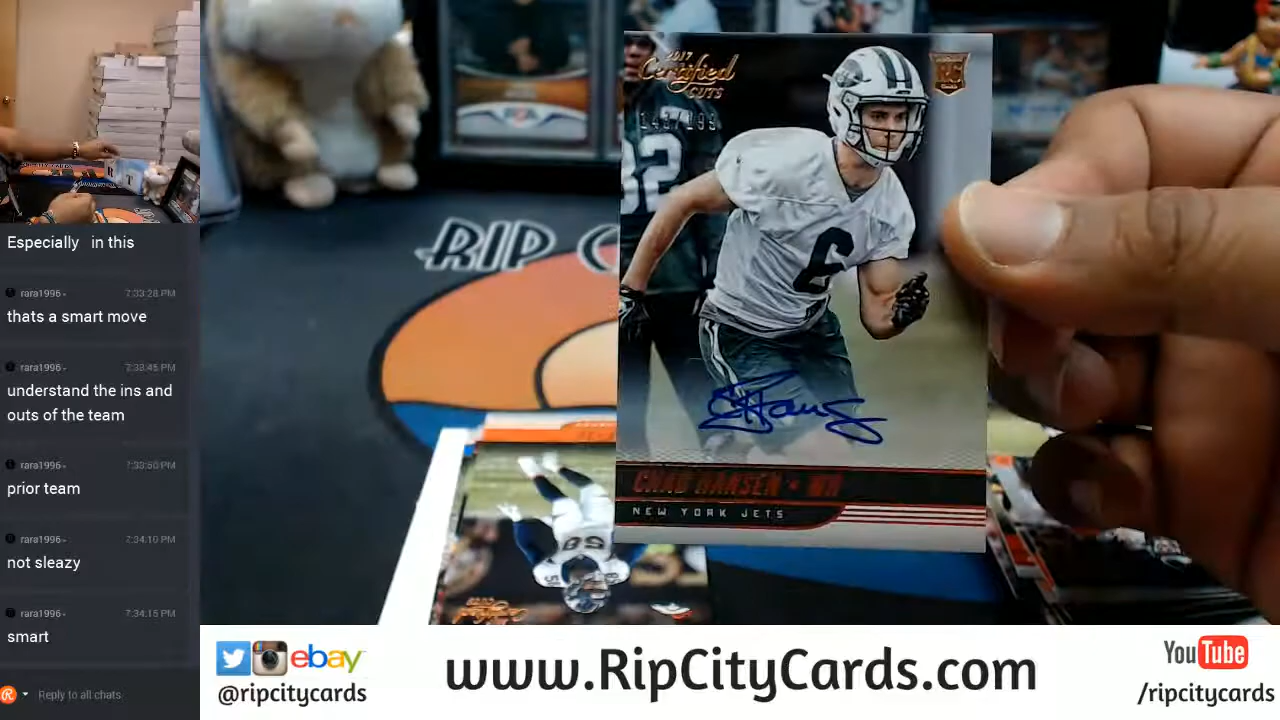 Especially in this
rara1996
7:33:28 PM
thats a smart move
rara1996
7:33:45 PM
understand the ins and
outs of the team
rara1996
7:33:50 PM
prior team
rara1996
7:34:10 PM
not sleazy
rara1996
7:34:15 PM
smart
Reply to all chats
RIP C
2017
Certified
CUTS
RC
32
6
CHAD HANSEN * WR
NEW YORK JETS
58
ebay
@ripcitycards
www.RipCityCards.com
YouTube
/ripcitycards